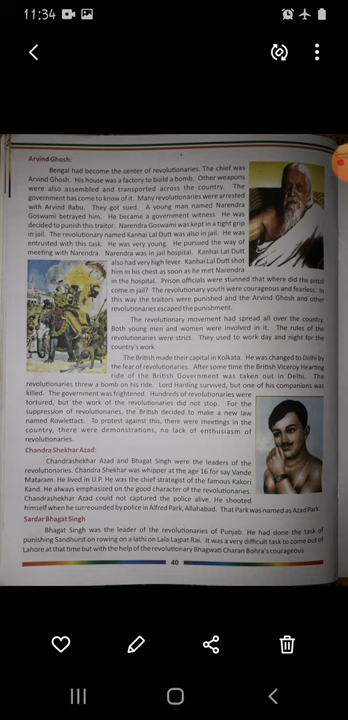 11:34
Arvind Ghosh:
Bengal had become the center of revolutionaries. The chief was
Arvind Ghosh. His house was a factory to build a bomb. Other weapons
were also assembled and transported across the country. The
government has come to know of it. Many revolutionaries were arrested
with Arvind Babu. They got sued. A young man named Narendra
Goswami betrayed him. He became a government witness. He was
decided to punish this traitor. Narendra Goswami was kept in a tight grip
in jail. The revolutionary named Kanhai Lal Dutt was also in jail. He was
entrusted with this task. He was very young. He pursued the way of
meeting with Narendra. Narendra was in jail hospital. Kanhai Lal Dutt
also had very high fever. Kanhai Lal Dutt shot
him in his chest as soon as he met Narendra
in the hospital. Prison officials were stunned that where did the pistol
come in jail? The revolutionary youth were courageous and fearless. In
this way the traitors were punished and the Arvind Ghosh and other
revolutionaries escaped the punishment.
The revolutionary movement had spread all over the country.
Both young men and women were involved in it. The rules of the
revolutionaries were strict. They used to work day and night for the
country's work.
The British made their capital in Kolkata. He was changed to Delhi by
the fear of revolutionaries. After some time the British Viceroy Hearting
ride of the British Government was taken out in Delhi. The
revolutionaries threw a bomb on his ride. Lord Harding survived, but one of his companions was
killed. The government was frightened. Hundreds of revolutionaries were
tortured, but the work of the revolutionaries did not stop. For the
suppression of revolutionaries, the British decided to make a new law
named Rowlettact. To protest against this, there were meetings in the
country, there were demonstrations, no lack of enthusiasm of
revolutionaries.
Chandra Shekhar Azad:
Chandrashekhar Azad and Bhagat Singh were the leaders of the
revolutionaries. Chandra Shekhar was whipper at the age 16 for say Vande
Mataram. He lived in U.P. He was the chief strategist of the famous Kakori
Kand. He always emphasized on the good character of the revolutionaries.
Chandrashekhar Azad could not captured the police alive. He shooted
himself when he surreounded by police in Alfred Park, Allahabad. That Park was named as Azad Park.
Sardar Bhagat Singh
Bhagat Singh was the leader of the revolutionaries of Punjab. He had done the task of
punishing Sandhurst on rowing on a lathi on Lala Lajpat Rai. It was a very difficult task to come out of
Lahore at that time but with the help of the revolutionary Bhagwati Charan Bohra's courageous
40